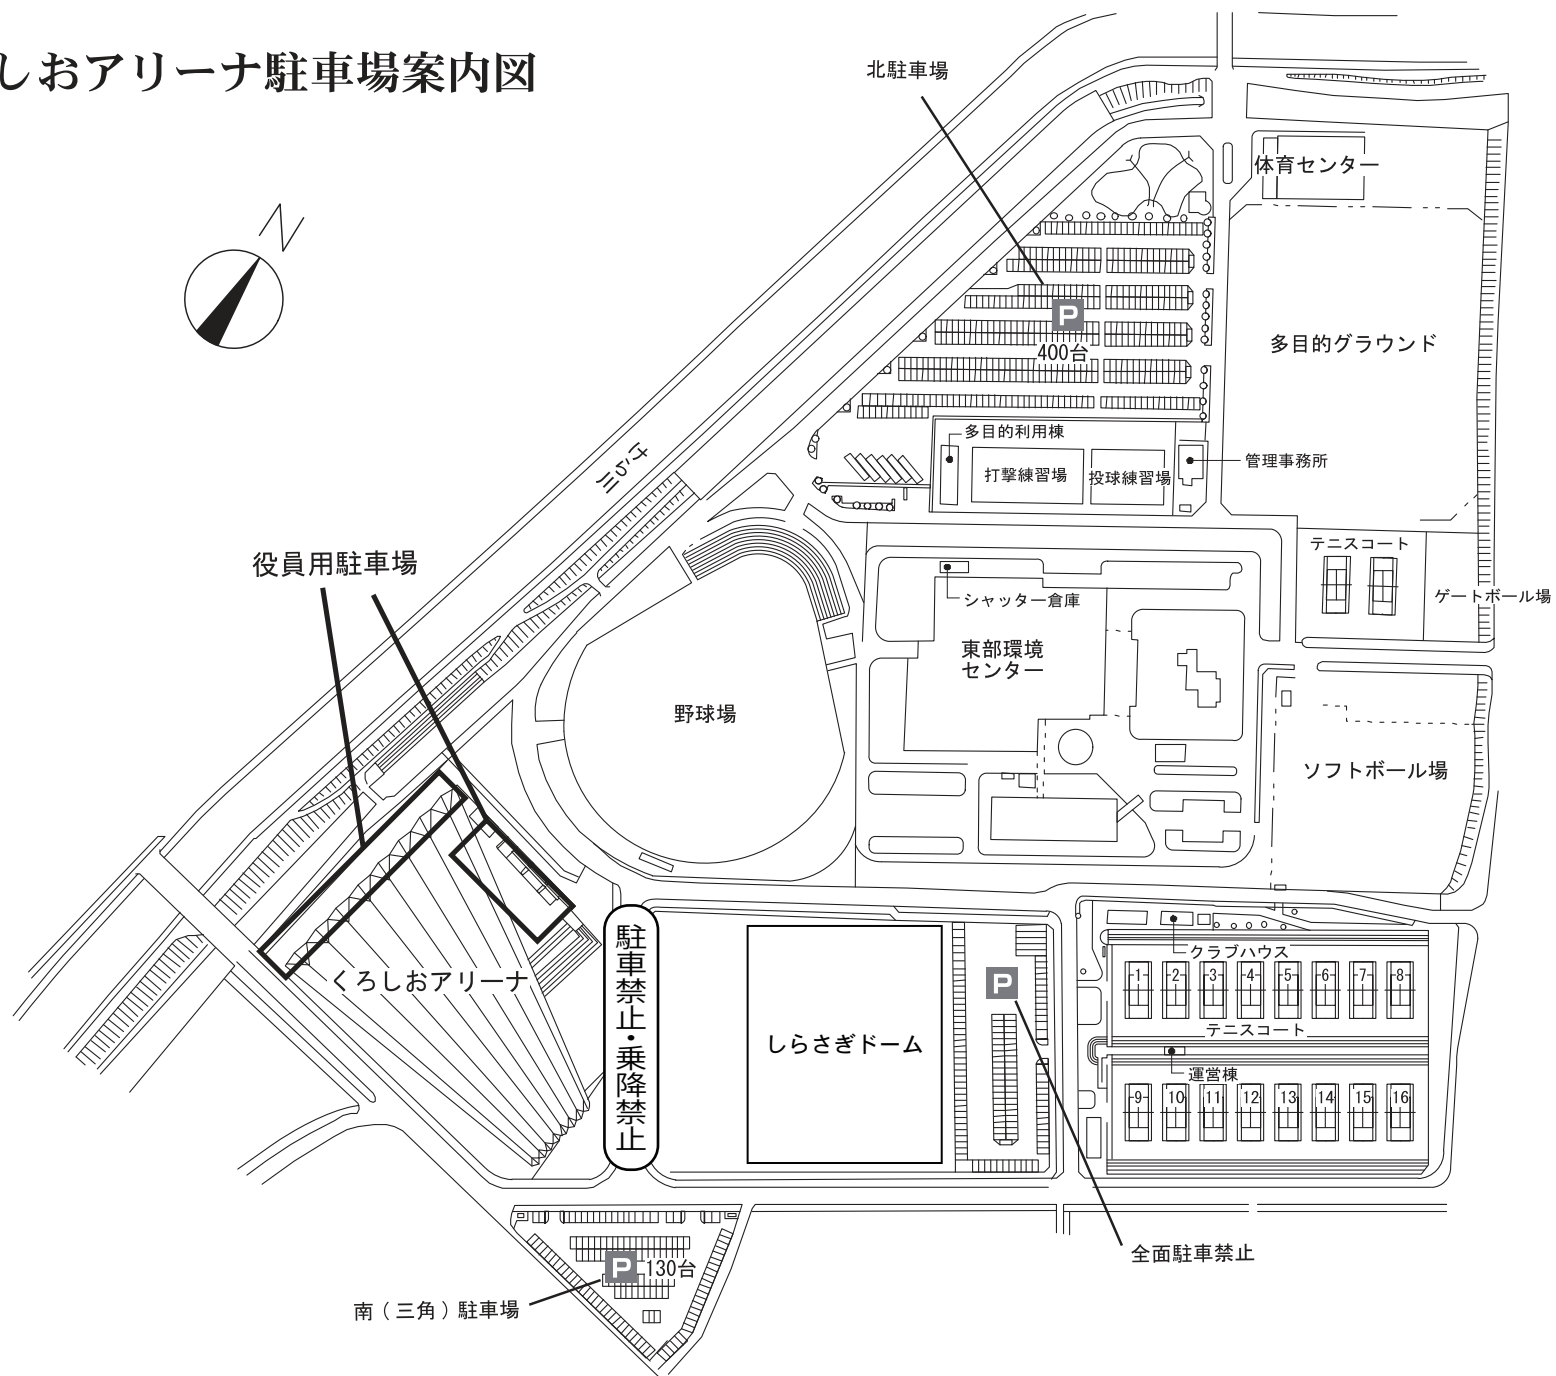 しおアリーナ駐車場案内図
北駐車場
N
体育センター
P
400台
多目的グラウンド
けら川
多目的利用棟
打撃練習場
投球練習場
管理事務所
役員用駐車場
テニスコート
ゲートボール場
シャッター倉庫
東部環境
センター
野球場
ソフトボール場
くろしおアリーナ
駐車禁止・乗降禁止
しらさぎドーム
P
クラブハウス
1
2
3
4
5
6
7
8
テニスコート
運営棟
9
10
11
12
13
14
15
16
全面駐車禁止
P
130台
南(三角)駐車場